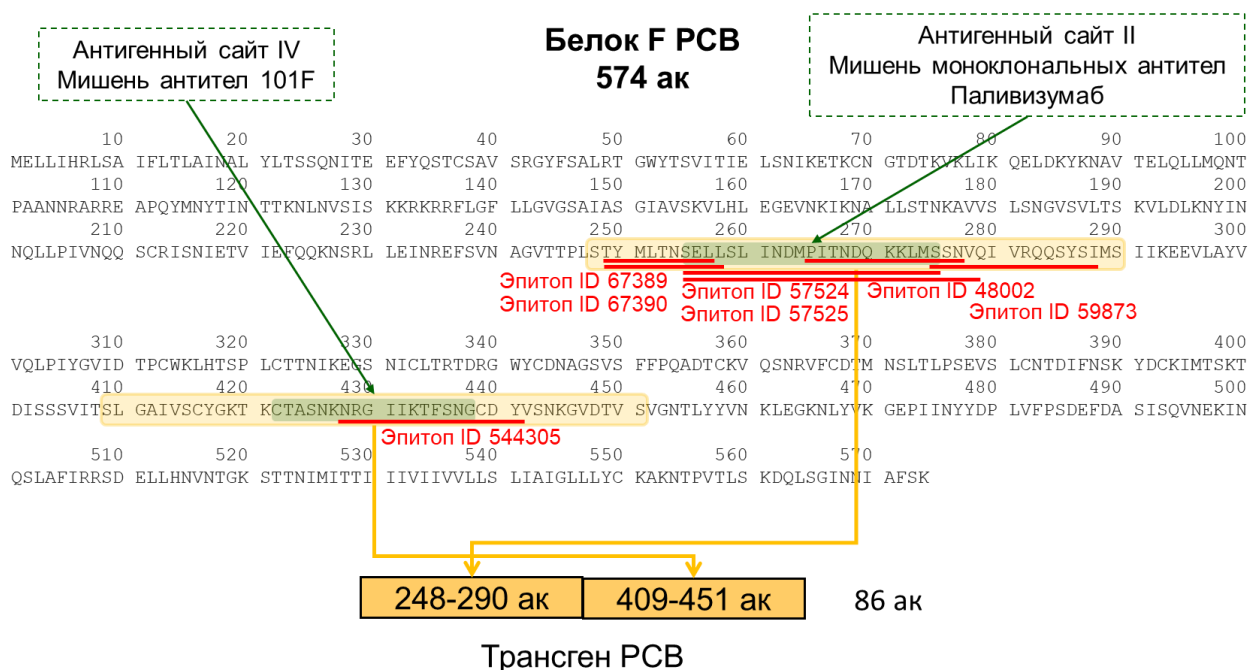 Антигенный сайт IV
Мишень антител 101F
Белок F РСВ
574 ак
Антигенный сайт II
Мишень моноклональных антител
Паливизумаб
10 20 30 40 50 60 70 80 90 100
MELLIHRLSA IFLTLAINAL YLTSSQNITE EFYQSTCSAV SRGYFSALRT GWYTSVITIE LSNIKETKCN GTDTKVKLIK QELDKYKNAV TELQLLMQNT
110 120 130 140 150 160 170 180 190 200
PAANNRARRE APQYMNYTIN TTKNLNVSIS KKRKRRFLGF LLGVGSAIAS GIAVSKVLHL EGEVNKIKNA LLSTNKAVVS LSNGVSVLTS KVLDLKNYIN
210 220 230 240 250 260 270 280 290 300
NQLLPIVNQQ SCRISNIETV IEFQQKNSRL LEINREFSVN AGVTTPLSTY MLTNSELLSL INDMPITNDQ KKLMSSNVQI VRQQSYSIMS IIKEEVLAYV
Эпитоп ID 67389
Эпитоп ID 67390
Эпитоп ID 57524
Эпитоп ID 57525
Эпитоп ID 48002
Эпитоп ID 59873
310 320 330 340 350 360 370 380 390 400
VQLPIYGVID TPCWKLHTSP LCTTNIKEGS NICLTRTDRG WYCDNAGSVS FFPQADTCKV QSNRVFCDTM NSLTLPSEVS LCNTDIFNSK YDCKIMTSKT
410 420 430 440 450 460 470 480 490 500
DISSSVITSL GAIVSCYGKT KCTASNKNRG IIKTFSNGCD YVSNKGVDTV SVGNTLYYVN KLEGKNLYVK GEPIINYYDP LVFPSDEFDA SISQVNEKIN
Эпитоп ID 544305
510 520 530 540 550 560 570
QSLAFIRRSD ELLHNVNTGK STTNIMITTI IIVIIVVLLS LIAIGLLLYC KAKNTPVTLS KDQLSGINNI AFSK
248-290 ак 409-451 ак 86 ак
Трансген РСВ